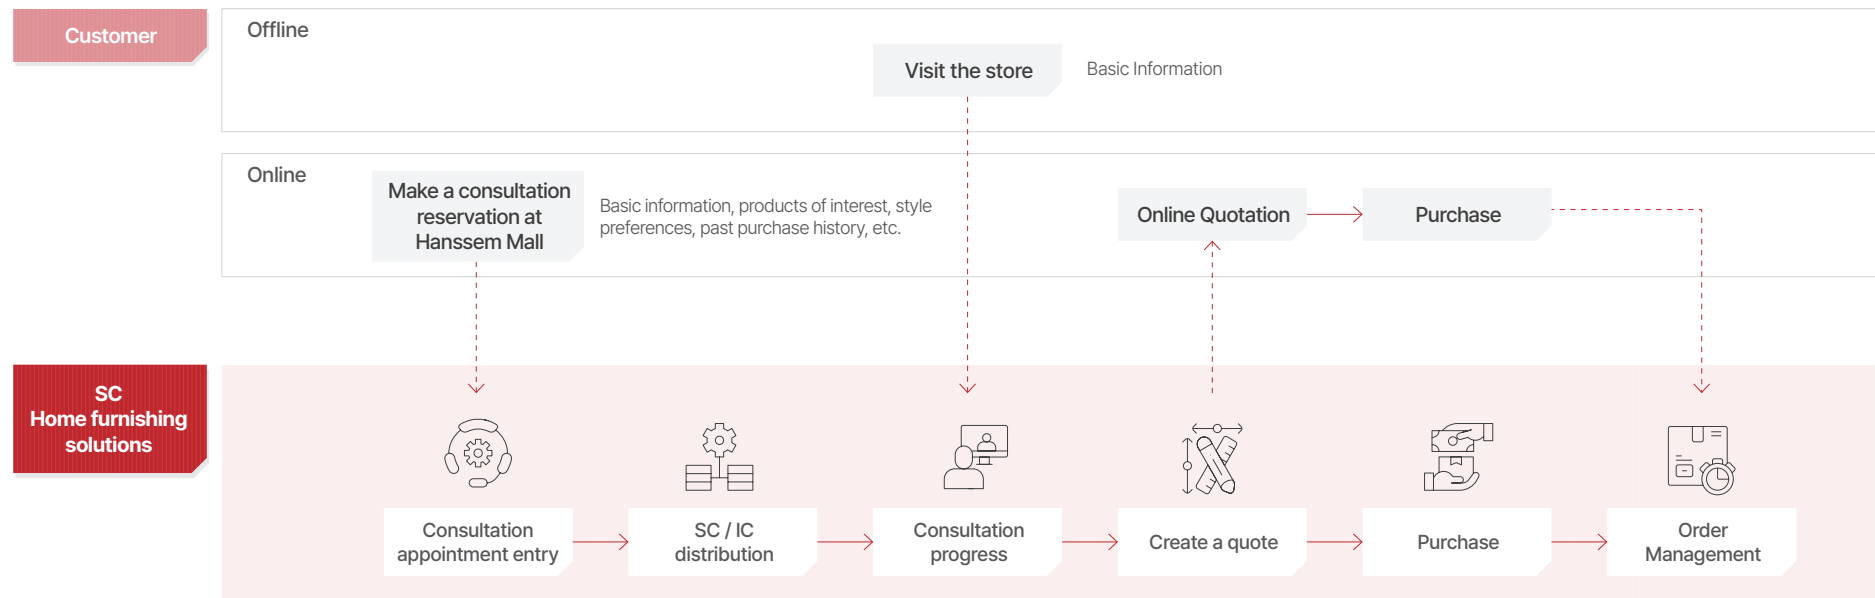 Customer
Offline
Visit the store
Basic Information
Online
Make a consultation
reservation at
Hanssem Mall
Basic information, products of interest, style
preferences, past purchase history, etc.
Online Quotation
Purchase
SC
Home furnishing
solutions
Consultation
appointment entry
SC / IC
distribution
Consultation
progress
Create a quote
Purchase
Order
Management